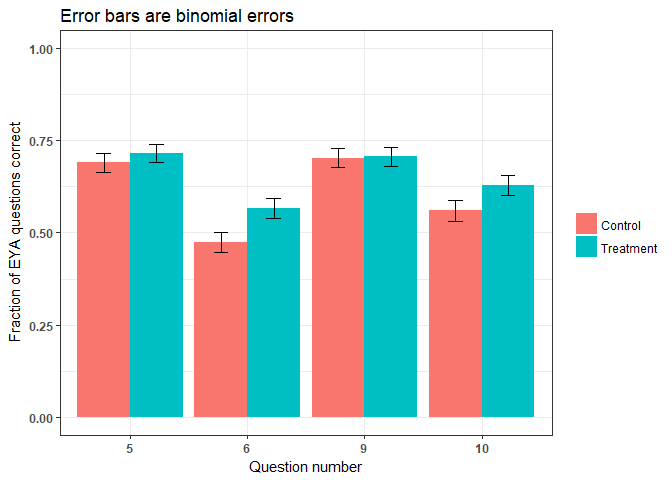 Error bars are binomial errors
1.00
0.75
0.50
0.25
0.00
Fraction of EYA questions correct
5 6 9 10
Question number
Control
Treatment